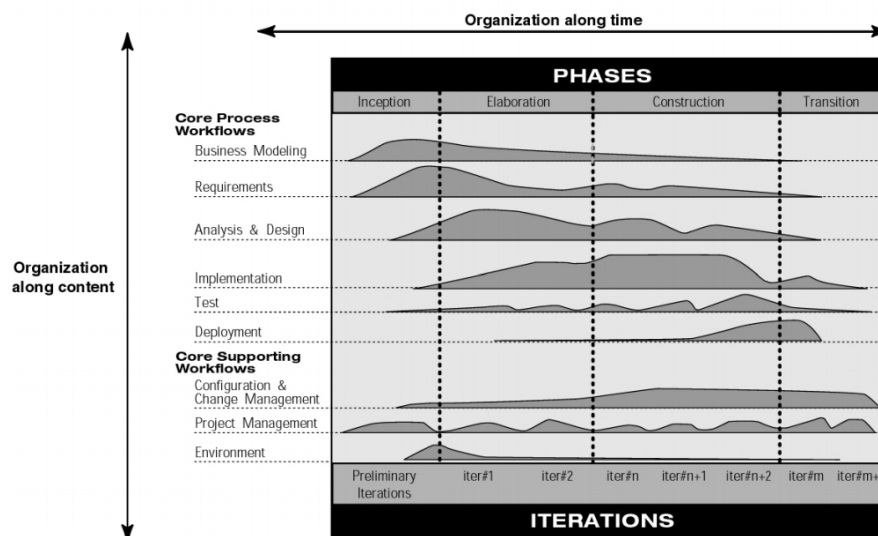 Organization along time
PHASES
Inception Elaboration Construction Transition
Core Process
Workflows
Business Modeling
Requirements
Analysis & Design
Organization
along content
Implementation
Test
Deployment
Core Supporting
Workflows
Configuration &
Change Management
Project Management
Environment
Preliminary
Iterations
iter#1 iter#2 iter#n iter#n+1 iter#n+2 iter#m iter#m+
ITERATIONS